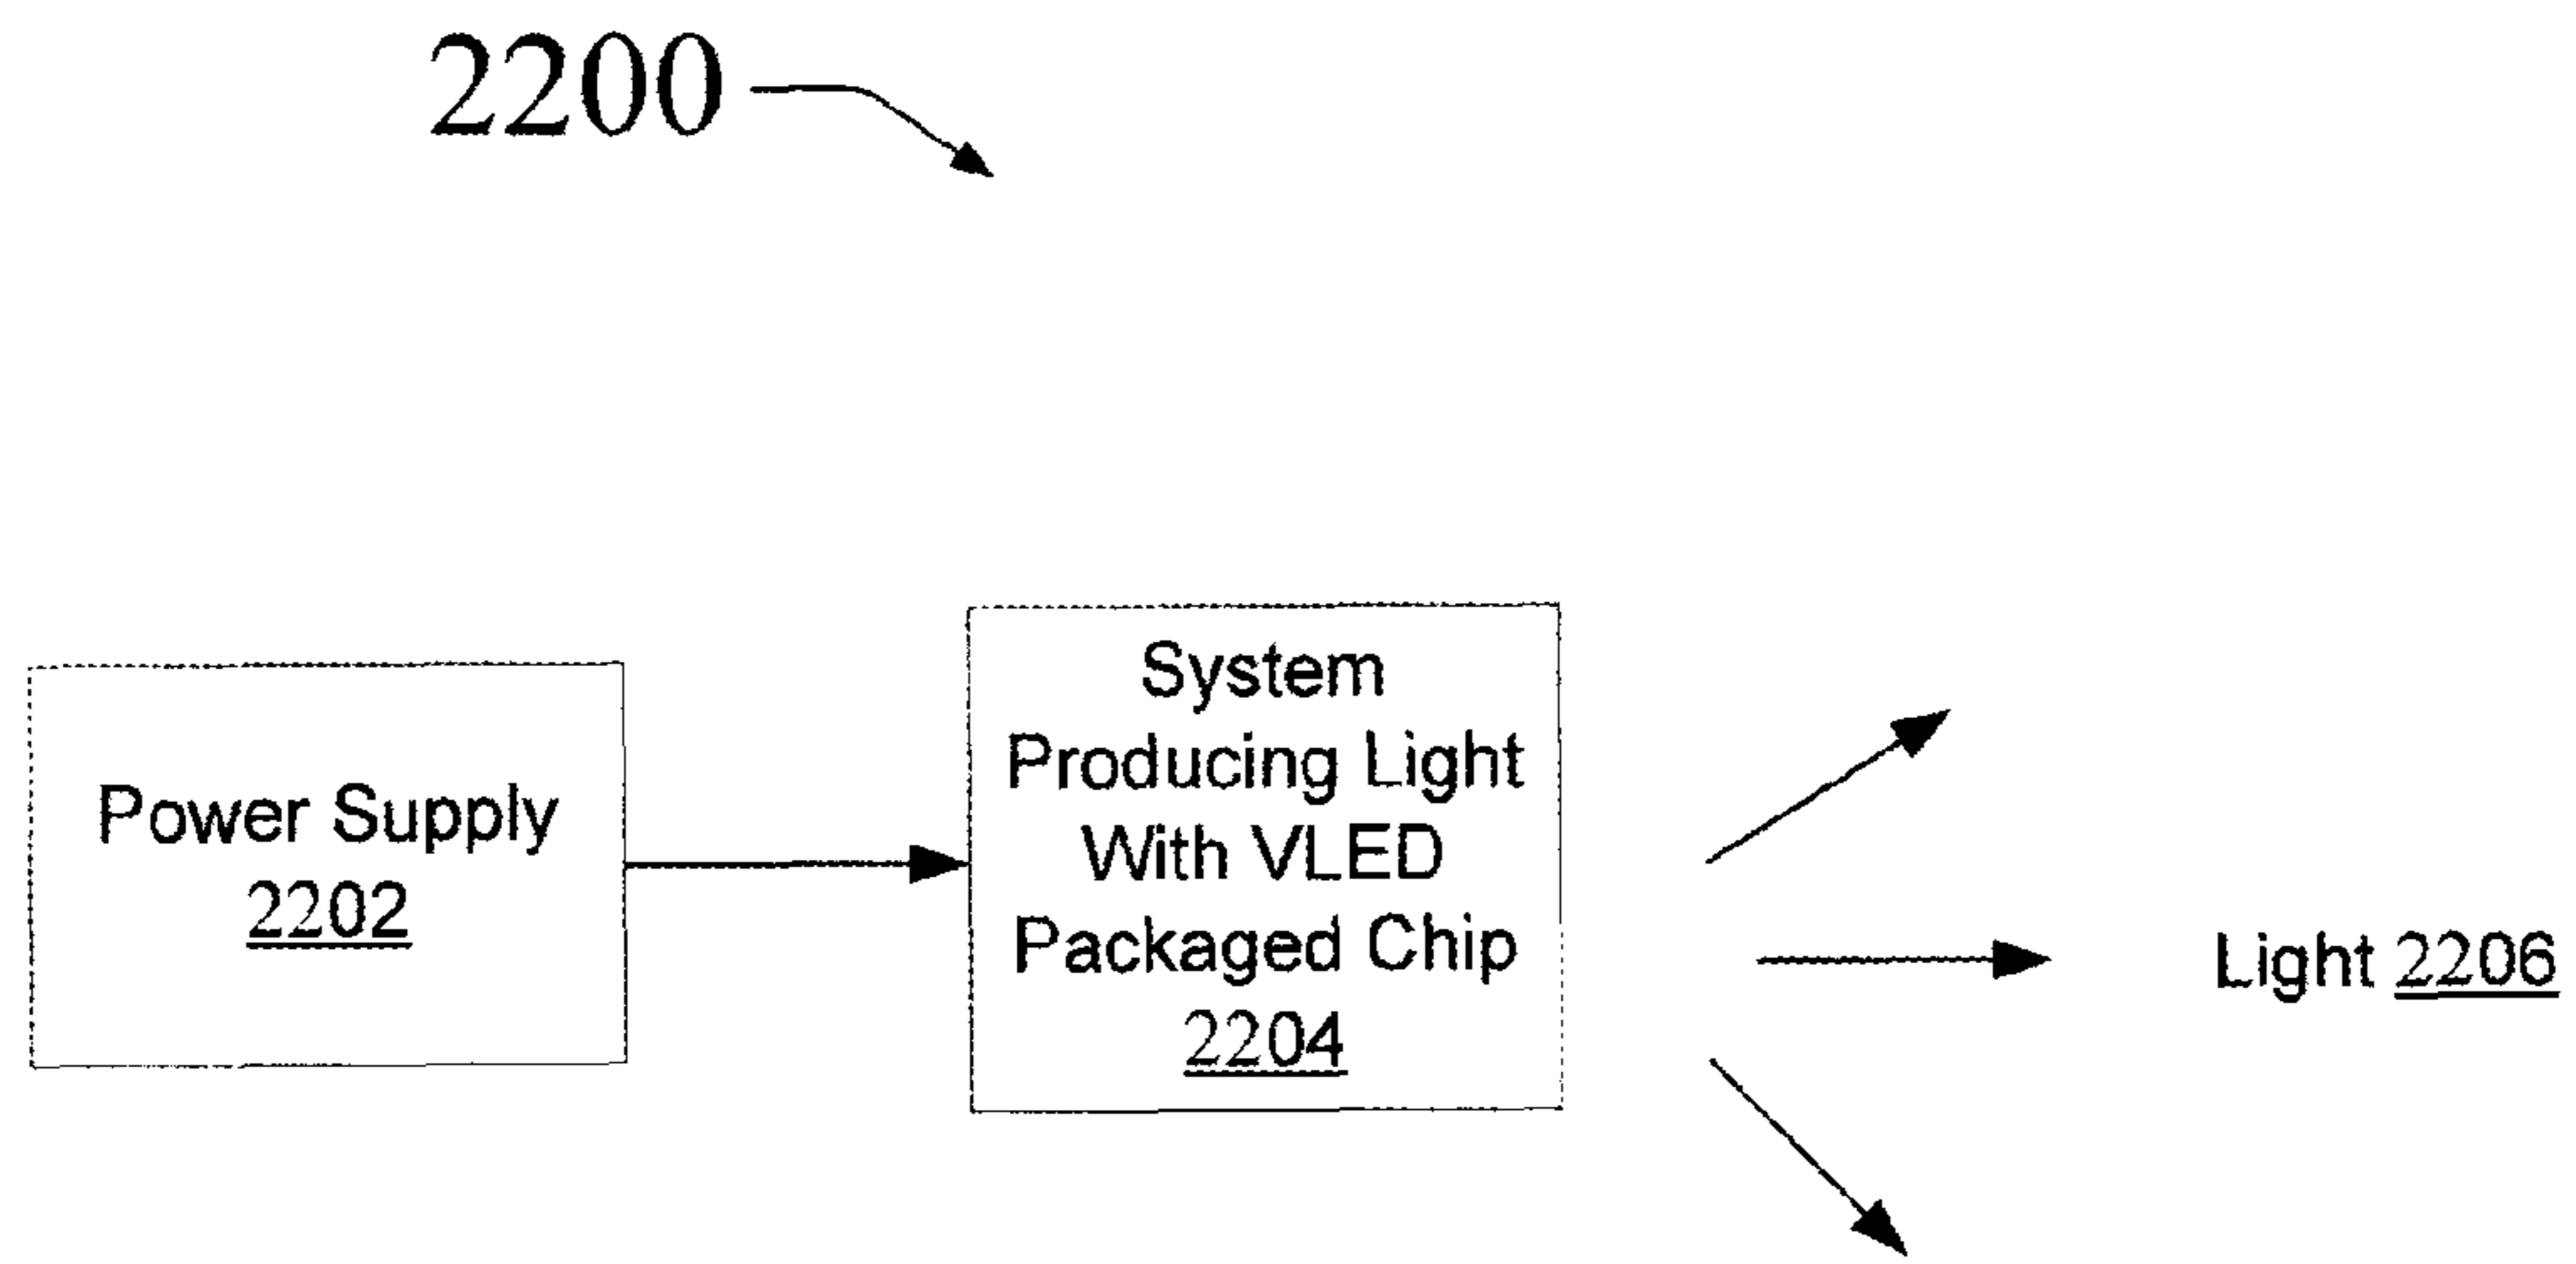 2200
Power Supply
2202
System
Producing Light
With VLED
Packaged Chip
2204
Light 2206